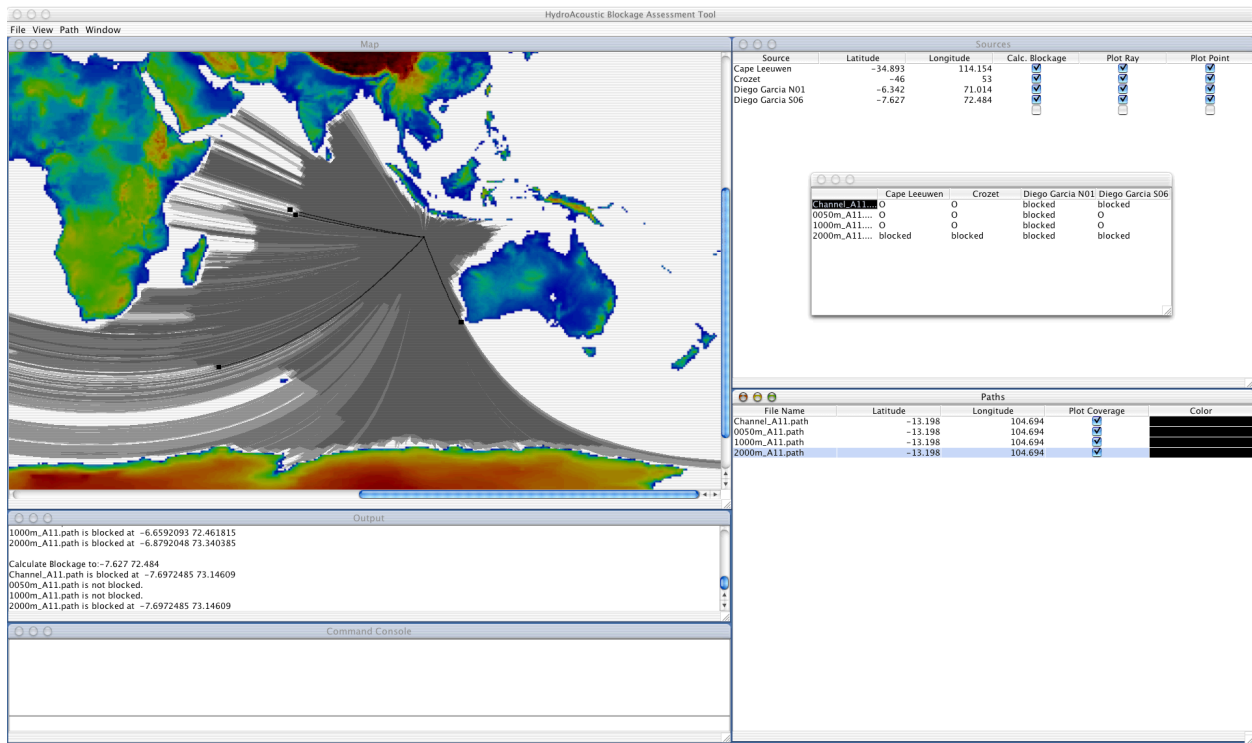 HydroAcoustic Blockage Assessment Tool
File View Path Window
Map
Sources
Source Latitude Longitude Calc. Blockage Plot Ray Plot Point
Cape Leeuwen -34.893 114.154
Crozet -46 53
Diego Garcia N01 -6.342 71.014
Diego Garcia S06 -7.627 72.484
Cape Leeuwen Crozet Diego Garcia N01 Diego Garcia S06
Channel_A11.... O O blocked blocked
0050m_A11.... O O blocked O
1000m_A11.... O O blocked O
2000m_A11.... blocked blocked blocked blocked
Paths
File Name Latitude Longitude Plot Coverage Color
Channel_A11.path -13.198 104.694
0050m_A11.path -13.198 104.694
1000m_A11.path -13.198 104.694
2000m_A11.path -13.198 104.694
Output
1000m_A11.path is blocked at -6.6592093 72.461815
2000m_A11.path is blocked at -6.8792048 73.340385
Calculate Blockage to:-7.627 72.484
Channel_A11.path is blocked at -7.6972485 73.14609
0050m_A11.path is not blocked.
1000m_A11.path is not blocked.
2000m_A11.path is blocked at -7.6972485 73.14609
Command Console